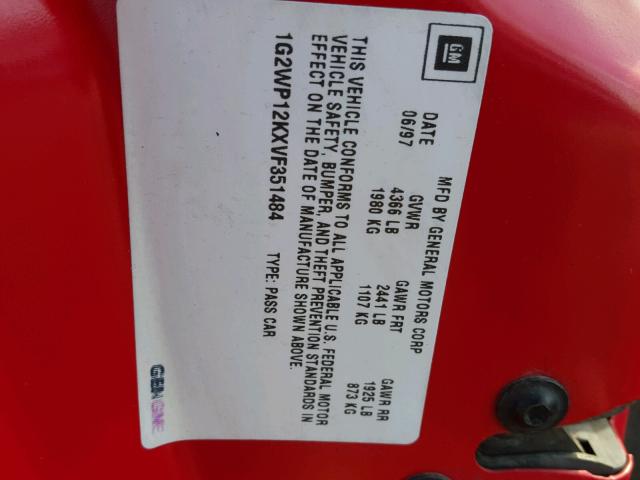 GM
MFD BY GENERAL MOTORS CORP
DATE GVWR GAWR FRT GAWR RR
06/97 4366 LB 2441 LB 1925 LB
1980 KG 1107 KG 873 KG
THIS VEHICLE CONFORMS TO ALL APPLICABLE U.S. FEDERAL MOTOR
VEHICLE SAFETY, BUMPER, AND THEFT PREVENTION STANDARDS IN
EFFECT ON THE DATE OF MANUFACTURE SHOWN ABOVE.
1G2WP12KXVF351484 TYPE: PASS CAR